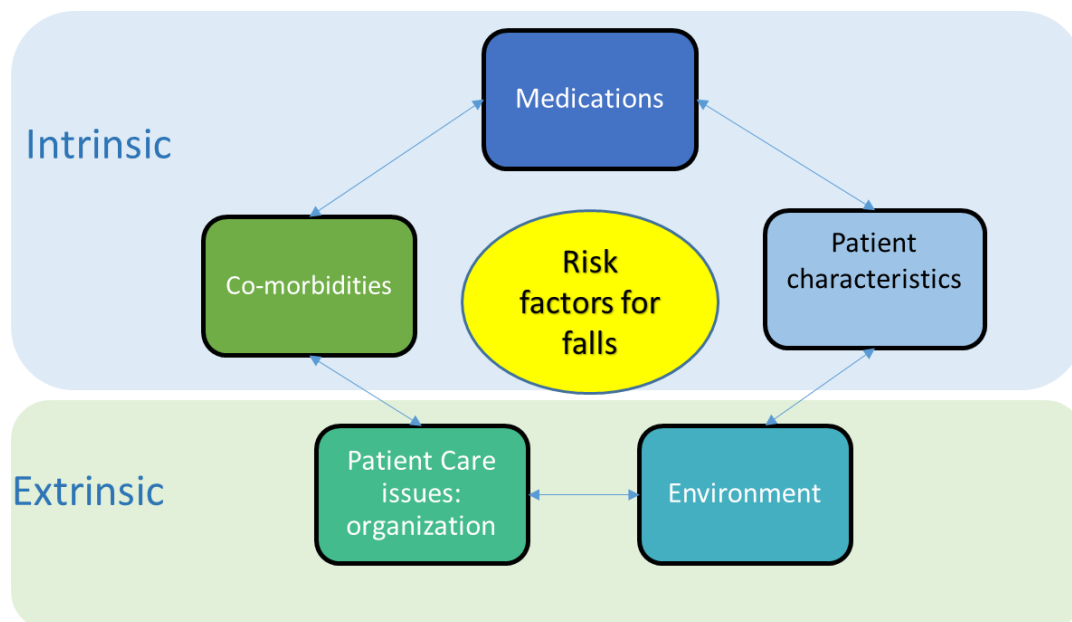 Medications
Intrinsic
Patient
characteristics
Co-morbidities
Risk
factors for
falls
Patient Care
issues:
organization
Environment
Extrinsic